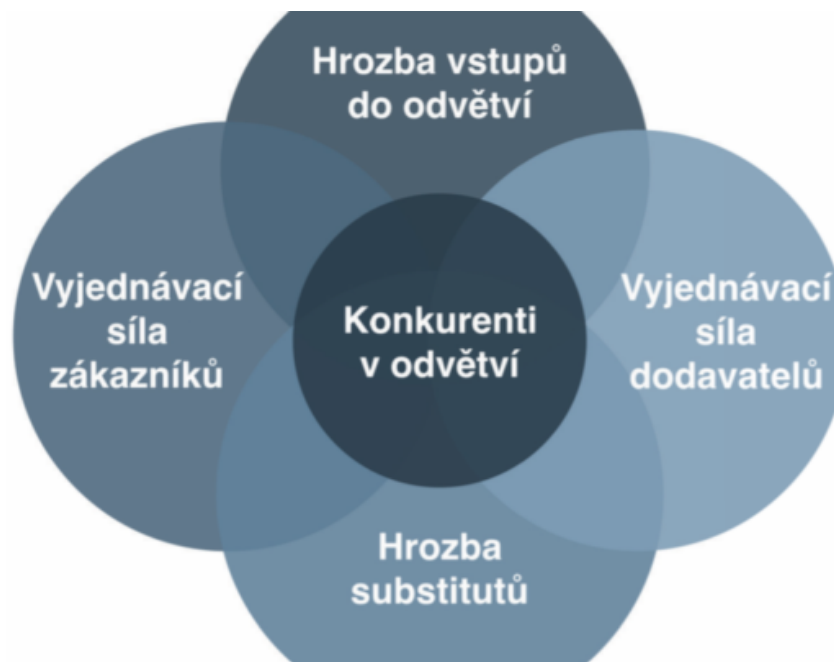 Hrozba vstupů
do odvětví
Vyjednávací
síla
zákazníků
Konkurenti
v odvětví
Vyjednávací
síla
dodavatelů
Hrozba
substitutů